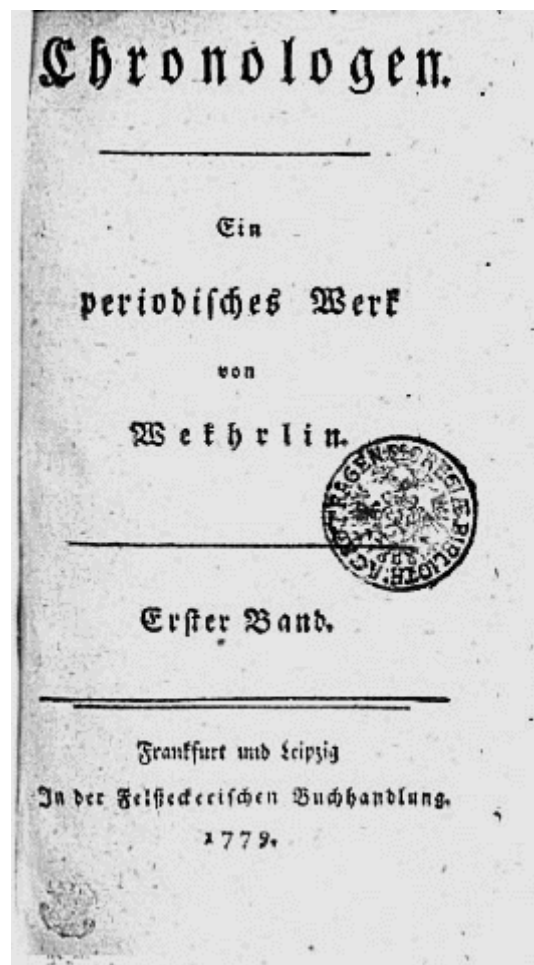 Chronologen.
Ein
periodisches Werk
von
Wekhrlin.
Erster Band.
Frankfurt und Leipzig
In der Felßeckerischen Buchhandlung.
1779.